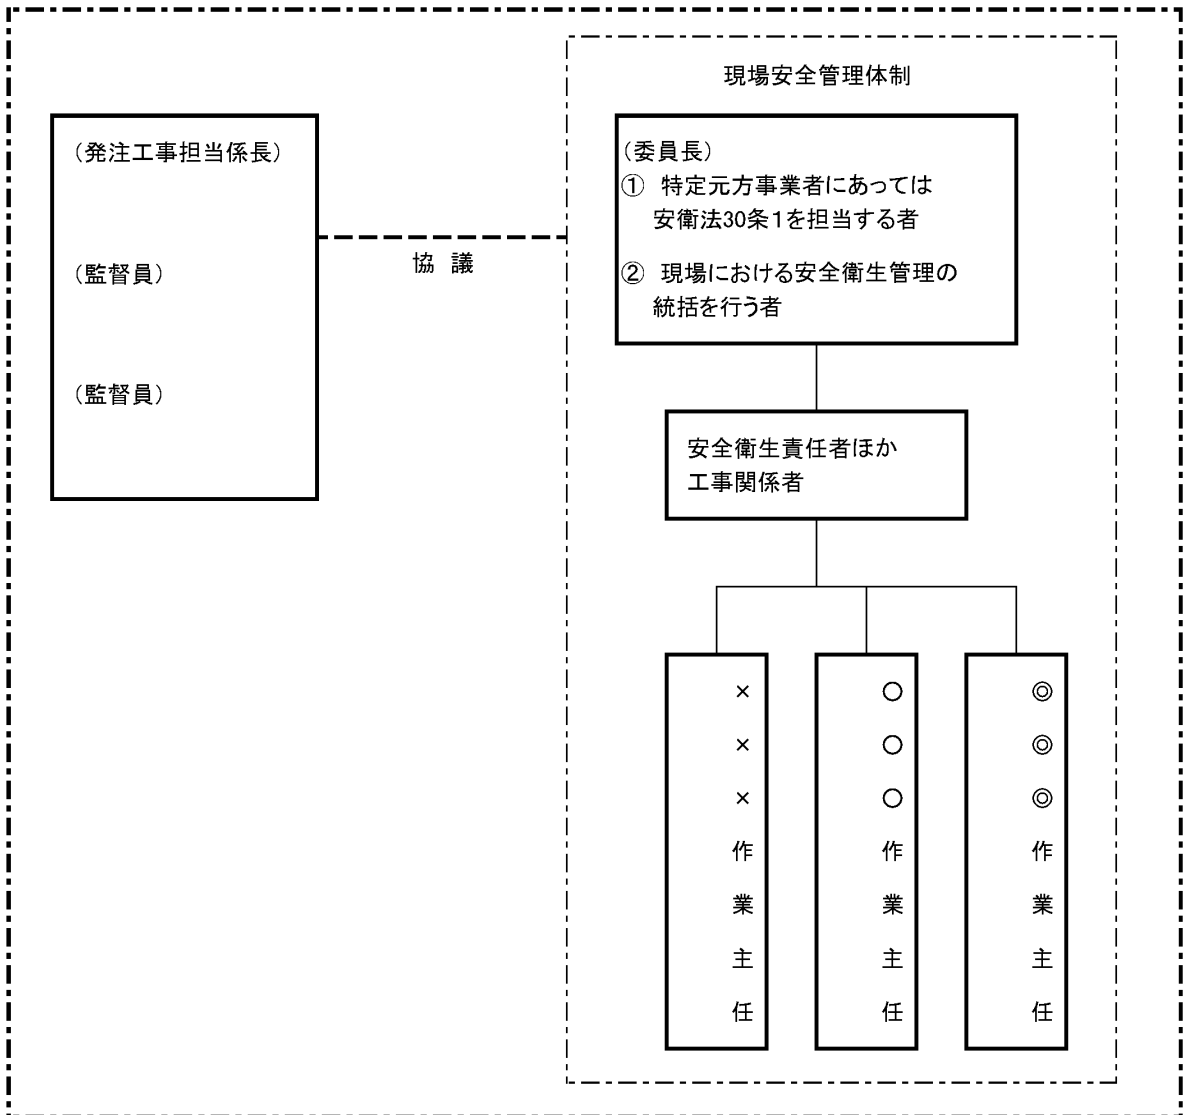 現場安全管理体制
（発注工事担当係長）
（監督員）
（監督員）
協 議
（委員長）
① 特定元方事業者にあっては
安衛法30条1を担当する者
② 現場における安全衛生管理の
統括を行う者
安全衛生責任者ほか
工事関係者
×××作業主任
○○○作業主任
◎◎◎作業主任